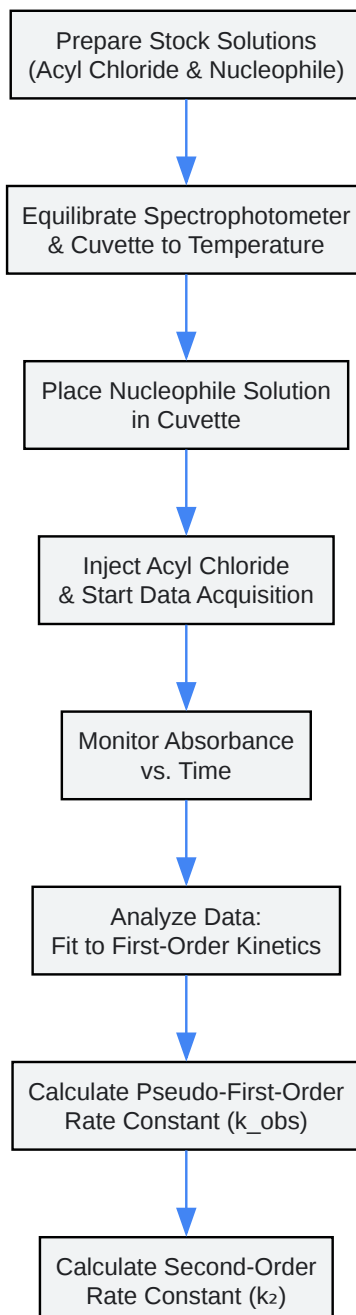 Prepare Stock Solutions
(Acyl Chloride & Nucleophile)
Equilibrate Spectrophotometer
& Cuvette to Temperature
Place Nucleophile Solution
in Cuvette
Inject Acyl Chloride
& Start Data Acquisition
Monitor Absorbance
vs. Time
Analyze Data:
Fit to First-Order Kinetics
Calculate Pseudo-First-Order
Rate Constant (k_obs)
Calculate Second-Order
Rate Constant (k₂)